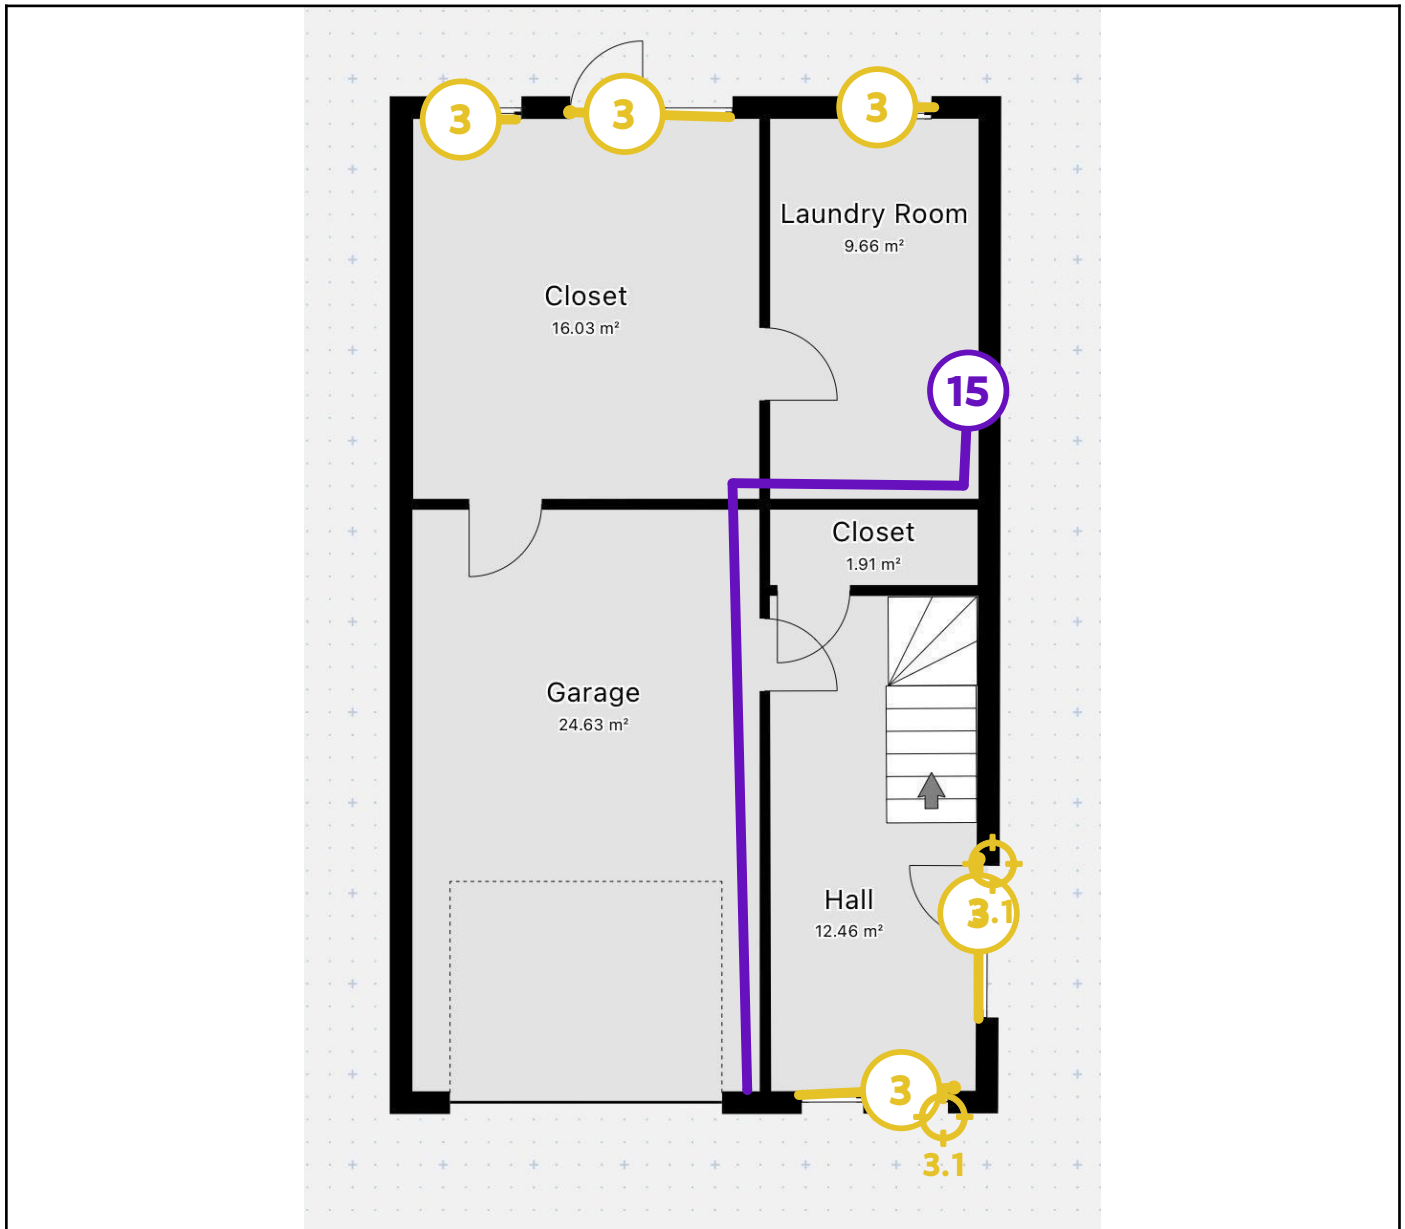 3
3
3
Laundry Room
9.66 m²
Closet
16.03 m²
15
Closet
1.91 m²
Garage
24.63 m²
Hall
12.46 m²
3
3.1
3
3.1